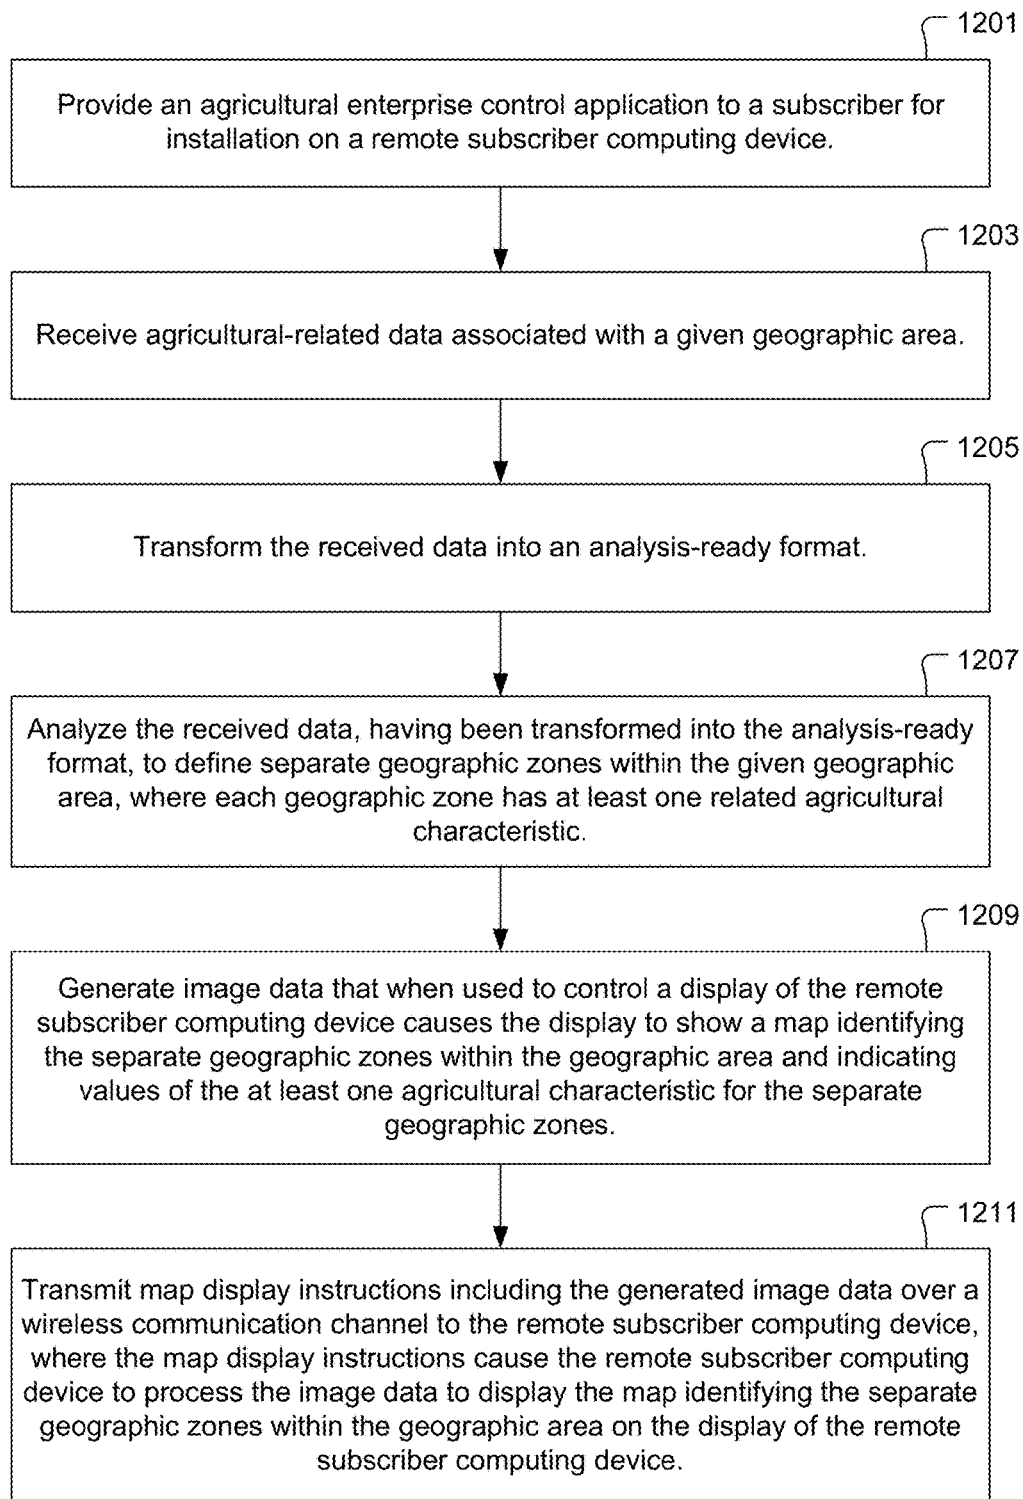 1201
Provide an agricultural enterprise control application to a subscriber for
installation on a remote subscriber computing device.
1203
Receive agricultural-related data associated with a given geographic area.
1205
Transform the received data into an analysis-ready format.
1207
Analyze the received data, having been transformed into the analysis-ready
format, to define separate geographic zones within the given geographic
area, where each geographic zone has at least one related agricultural
characteristic.
1209
Generate image data that when used to control a display of the remote
subscriber computing device causes the display to show a map identifying
the separate geographic zones within the geographic area and indicating
values of the at least one agricultural characteristic for the separate
geographic zones.
1211
Transmit map display instructions including the generated image data over a
wireless communication channel to the remote subscriber computing device,
where the map display instructions cause the remote subscriber computing
device to process the image data to display the map identifying the separate
geographic zones within the geographic area on the display of the remote
subscriber computing device.